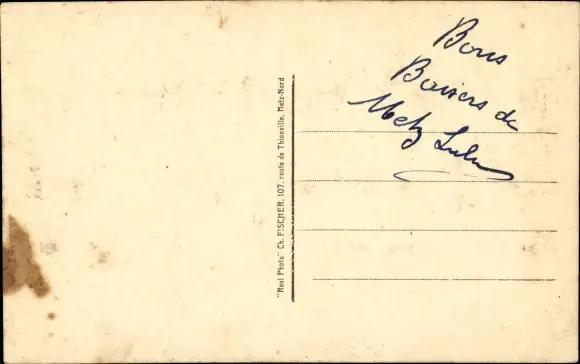 Bons
Baisers de
Metz Lulu
"Real Photo" Ch. FISCHER, 107, route de Thionville, Metz-Nord